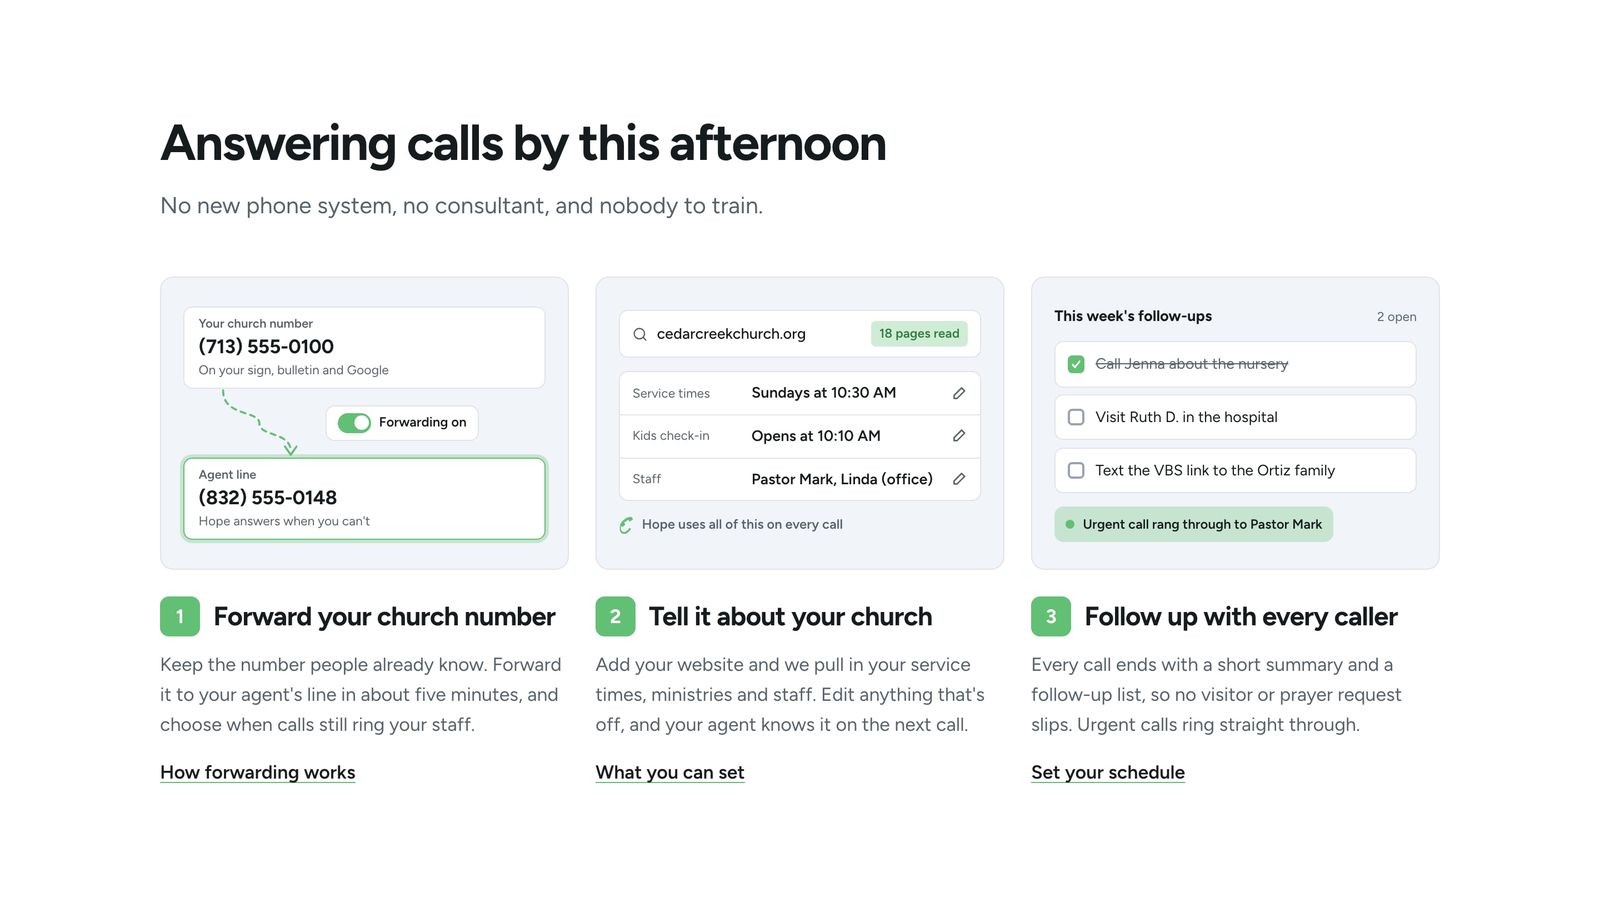 Answering calls by this afternoon
No new phone system, no consultant, and nobody to train.
Your church number
(713) 555-0100
On your sign, bulletin and Google
Forwarding on
Agent line
(832) 555-0148
Hope answers when you can't
cedarcreekchurch.org
18 pages read
Service times
Sundays at 10:30 AM
Kids check-in
Opens at 10:10 AM
Staff
Pastor Mark, Linda (office)
Hope uses all of this on every call
This week's follow-ups
2 open
Call Jenna about the nursery
Visit Ruth D. in the hospital
Text the VBS link to the Ortiz family
Urgent call rang through to Pastor Mark
1
Forward your church number
Keep the number people already know. Forward
it to your agent's line in about five minutes, and
choose when calls still ring your staff.
How forwarding works
2
Tell it about your church
Add your website and we pull in your service
times, ministries and staff. Edit anything that's
off, and your agent knows it on the next call.
What you can set
3
Follow up with every caller
Every call ends with a short summary and a
follow-up list, so no visitor or prayer request
slips. Urgent calls ring straight through.
Set your schedule